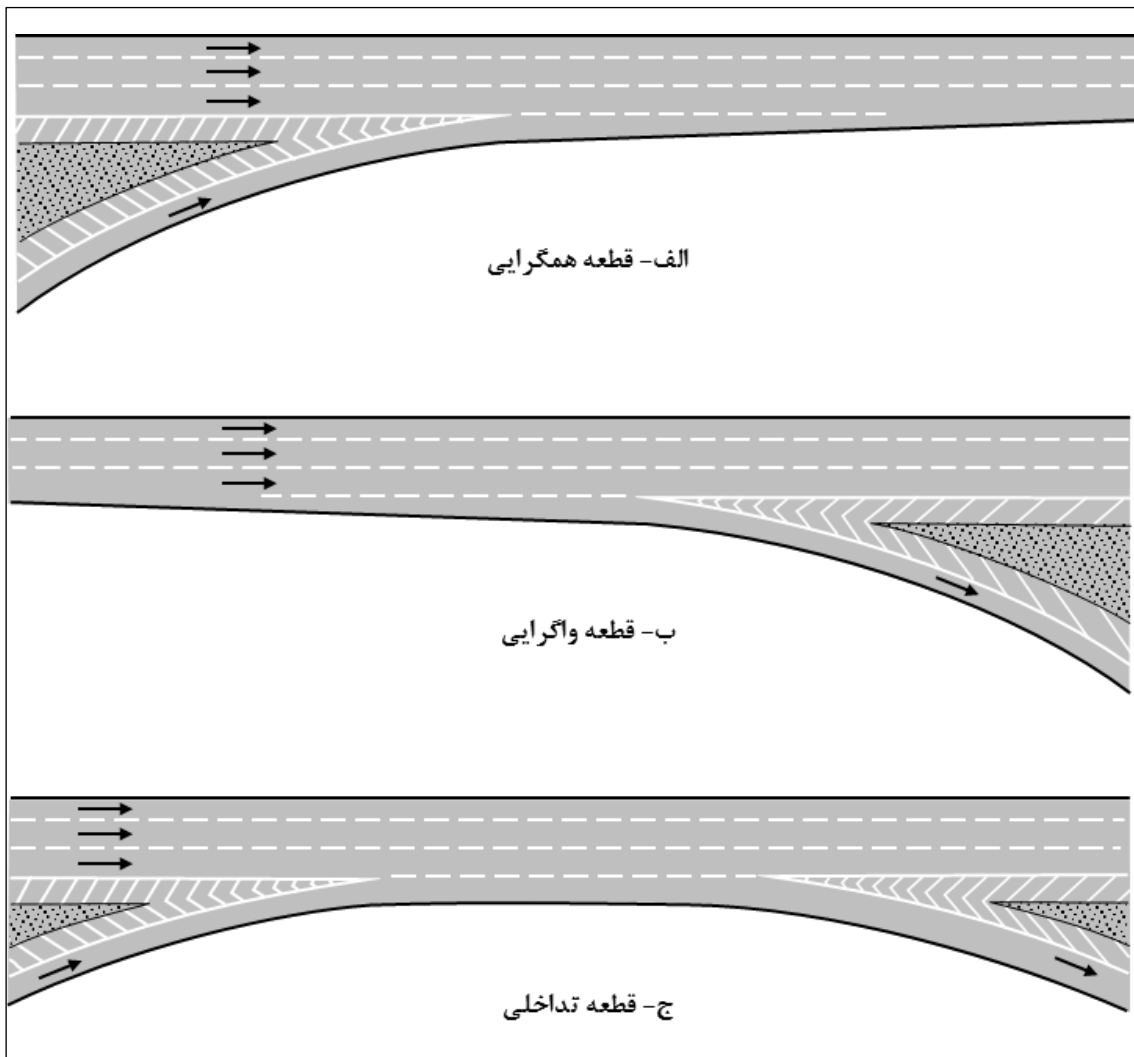 الف- قطعه همگرایی
ب- قطعه واگرایی
ج- قطعه تداخلی